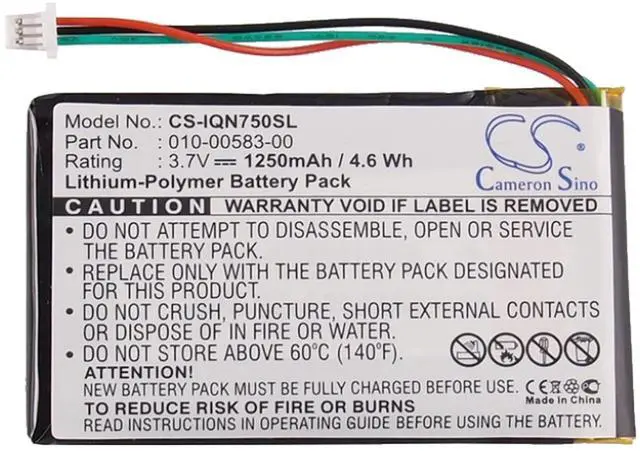 Model No.: CS-IQN750SL
Part No. : 010-00583-00
Rating : 3.7V 1250mAh / 4.6 Wh
Lithium-Polymer Battery Pack
CS
Cameron Sino
CAUTION WARRANTY VOID IF LABEL IS REMOVED
• DO NOT ATTEMPT TO DISASSEMBLE, OPEN OR SERVICE
THE BATTERY PACK.
• REPLACE ONLY WITH THE BATTERY PACK DESIGNATED
FOR THIS PRODUCT.
• DO NOT CRUSH, PUNCTURE, SHORT EXTERNAL CONTACTS
OR DISPOSE OF IN FIRE OR WATER.
• DO NOT STORE ABOVE 60°C (140°F).
ATTENTION:
NEW BATTERY PACK MUST BE FULLY CHARGED BEFORE USE
TO REDUCE RISK OF FIRE OR BURNS
READ INSTRUCTIONS IN OPERATING GUIDE BEFORE USING BATTERY